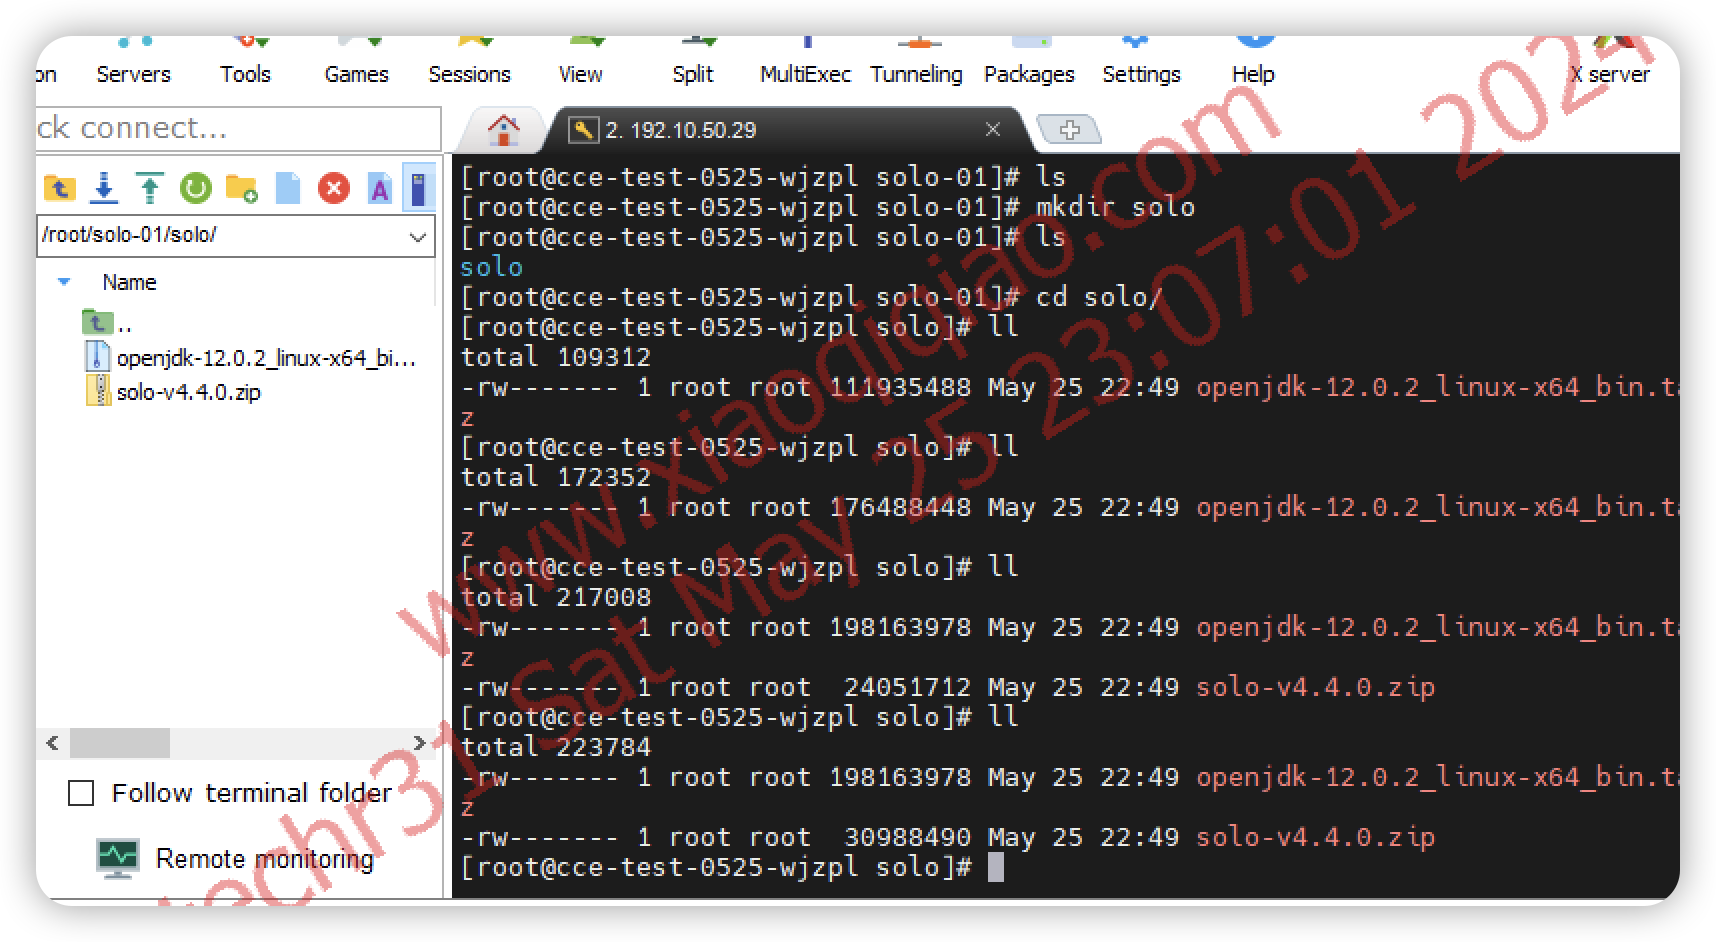 on Servers Tools Games Sessions View Split MultiExec Tunneling Packages Settings Help X server
ck connect...
2. 192.10.50.29
/root/solo-01/solo/
Name
..
openjdk-12.0.2_linux-x64_bi...
solo-v4.4.0.zip
Follow terminal folder
Remote monitoring
[root@cce-test-0525-wjzpl solo-01]# ls
[root@cce-test-0525-wjzpl solo-01]# mkdir solo
[root@cce-test-0525-wjzpl solo-01]# ls
solo
[root@cce-test-0525-wjzpl solo-01]# cd solo/
[root@cce-test-0525-wjzpl solo]# ll
total 109312
-rw------- 1 root root 111935488 May 25 22:49 openjdk-12.0.2_linux-x64_bin.ta
z
[root@cce-test-0525-wjzpl solo]# ll
total 172352
-rw------- 1 root root 176488448 May 25 22:49 openjdk-12.0.2_linux-x64_bin.ta
z
[root@cce-test-0525-wjzpl solo]# ll
total 217008
-rw------- 1 root root 198163978 May 25 22:49 openjdk-12.0.2_linux-x64_bin.ta
z
-rw------- 1 root root  24051712 May 25 22:49 solo-v4.4.0.zip
[root@cce-test-0525-wjzpl solo]# ll
total 223784
-rw------- 1 root root 198163978 May 25 22:49 openjdk-12.0.2_linux-x64_bin.ta
z
-rw------- 1 root root  30988490 May 25 22:49 solo-v4.4.0.zip
[root@cce-test-0525-wjzpl solo]#
www.xiaoqiqiao.com
techr31 Sat May 25 23:07:01 2024